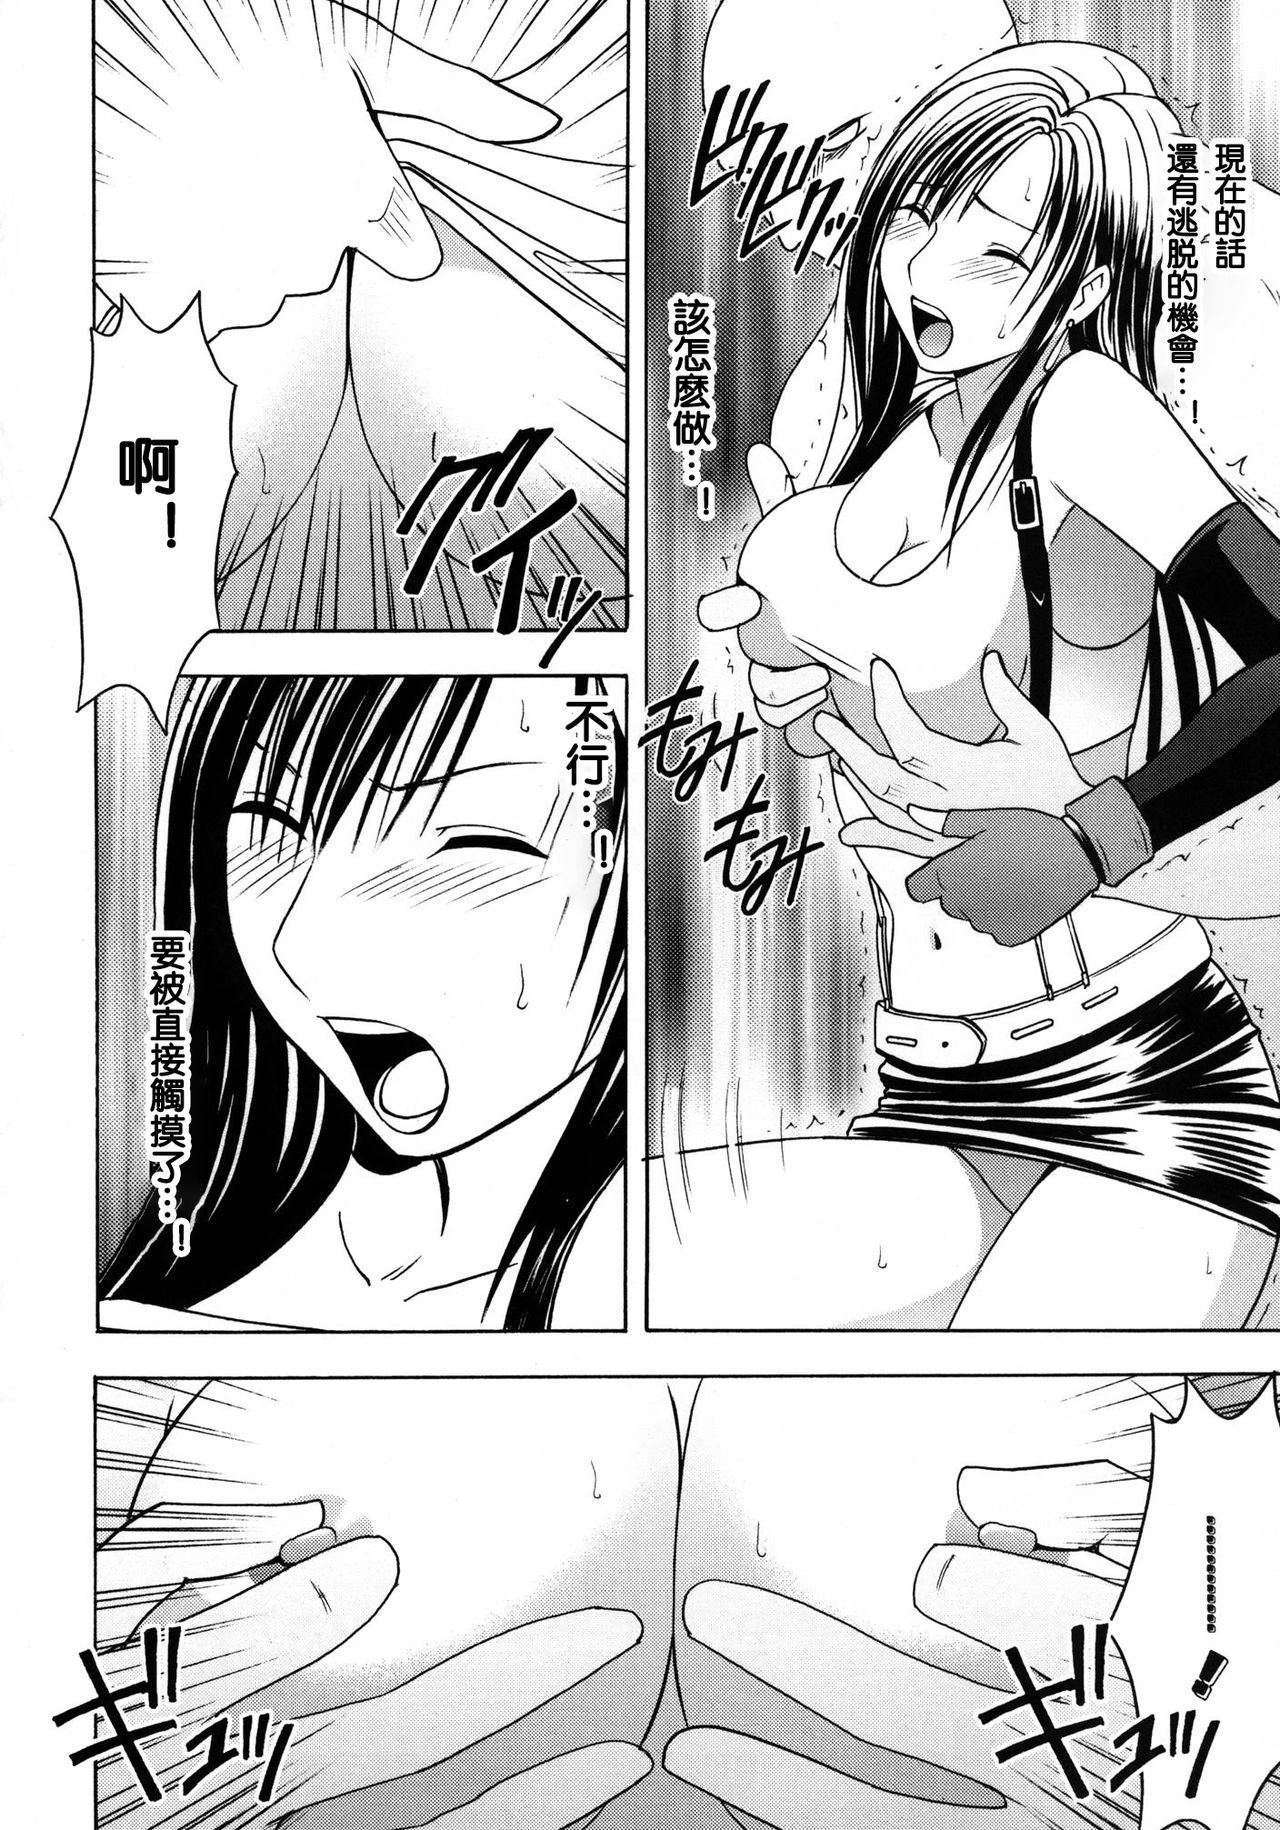 現在的話
還有逃脫的機會…！
ビクビクッ
該怎麼做…！
もみ
もみ
グイッ
啊！
不行…！
要被直接觸摸了…！
…………！
ギュッ
ギュッ